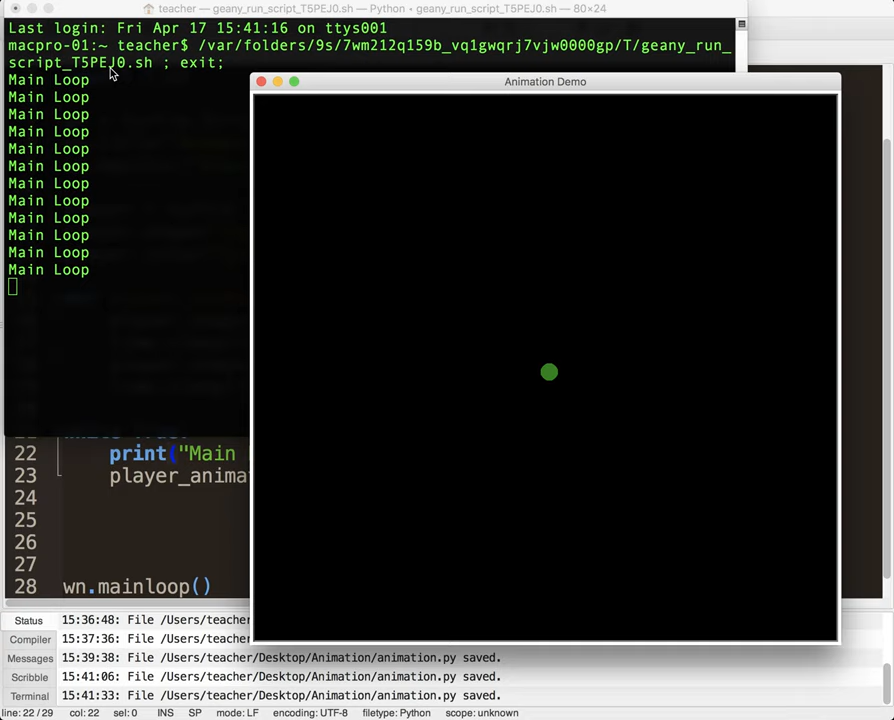 teacher — geany_run_script_T5PEJ0.sh — Python • geany_run_script_T5PEJ0.sh — 80×24
Last login: Fri Apr 17 15:41:16 on ttys001
macpro-01:~ teacher$ /var/folders/9s/7wm212q159b_vq1gwqrj7vjw0000gp/T/geany_run_
script_T5PEJ0.sh ; exit;
Main Loop
Main Loop
Main Loop
Main Loop
Main Loop
Main Loop
Main Loop
Main Loop
Main Loop
Main Loop
Main Loop
Main Loop
Animation Demo
22 print("Main
23 player_anima
24
25
26
27
28 wn.mainloop()
Status
Compiler
Messages
Scribble
Terminal
15:36:48: File /Users/teacher
15:37:36: File /Users/teacher
15:39:38: File /Users/teacher/Desktop/Animation/animation.py saved.
15:41:06: File /Users/teacher/Desktop/Animation/animation.py saved.
15:41:33: File /Users/teacher/Desktop/Animation/animation.py saved.
line: 22 / 29 col: 22 sel: 0 INS SP mode: LF encoding: UTF-8 filetype: Python scope: unknown